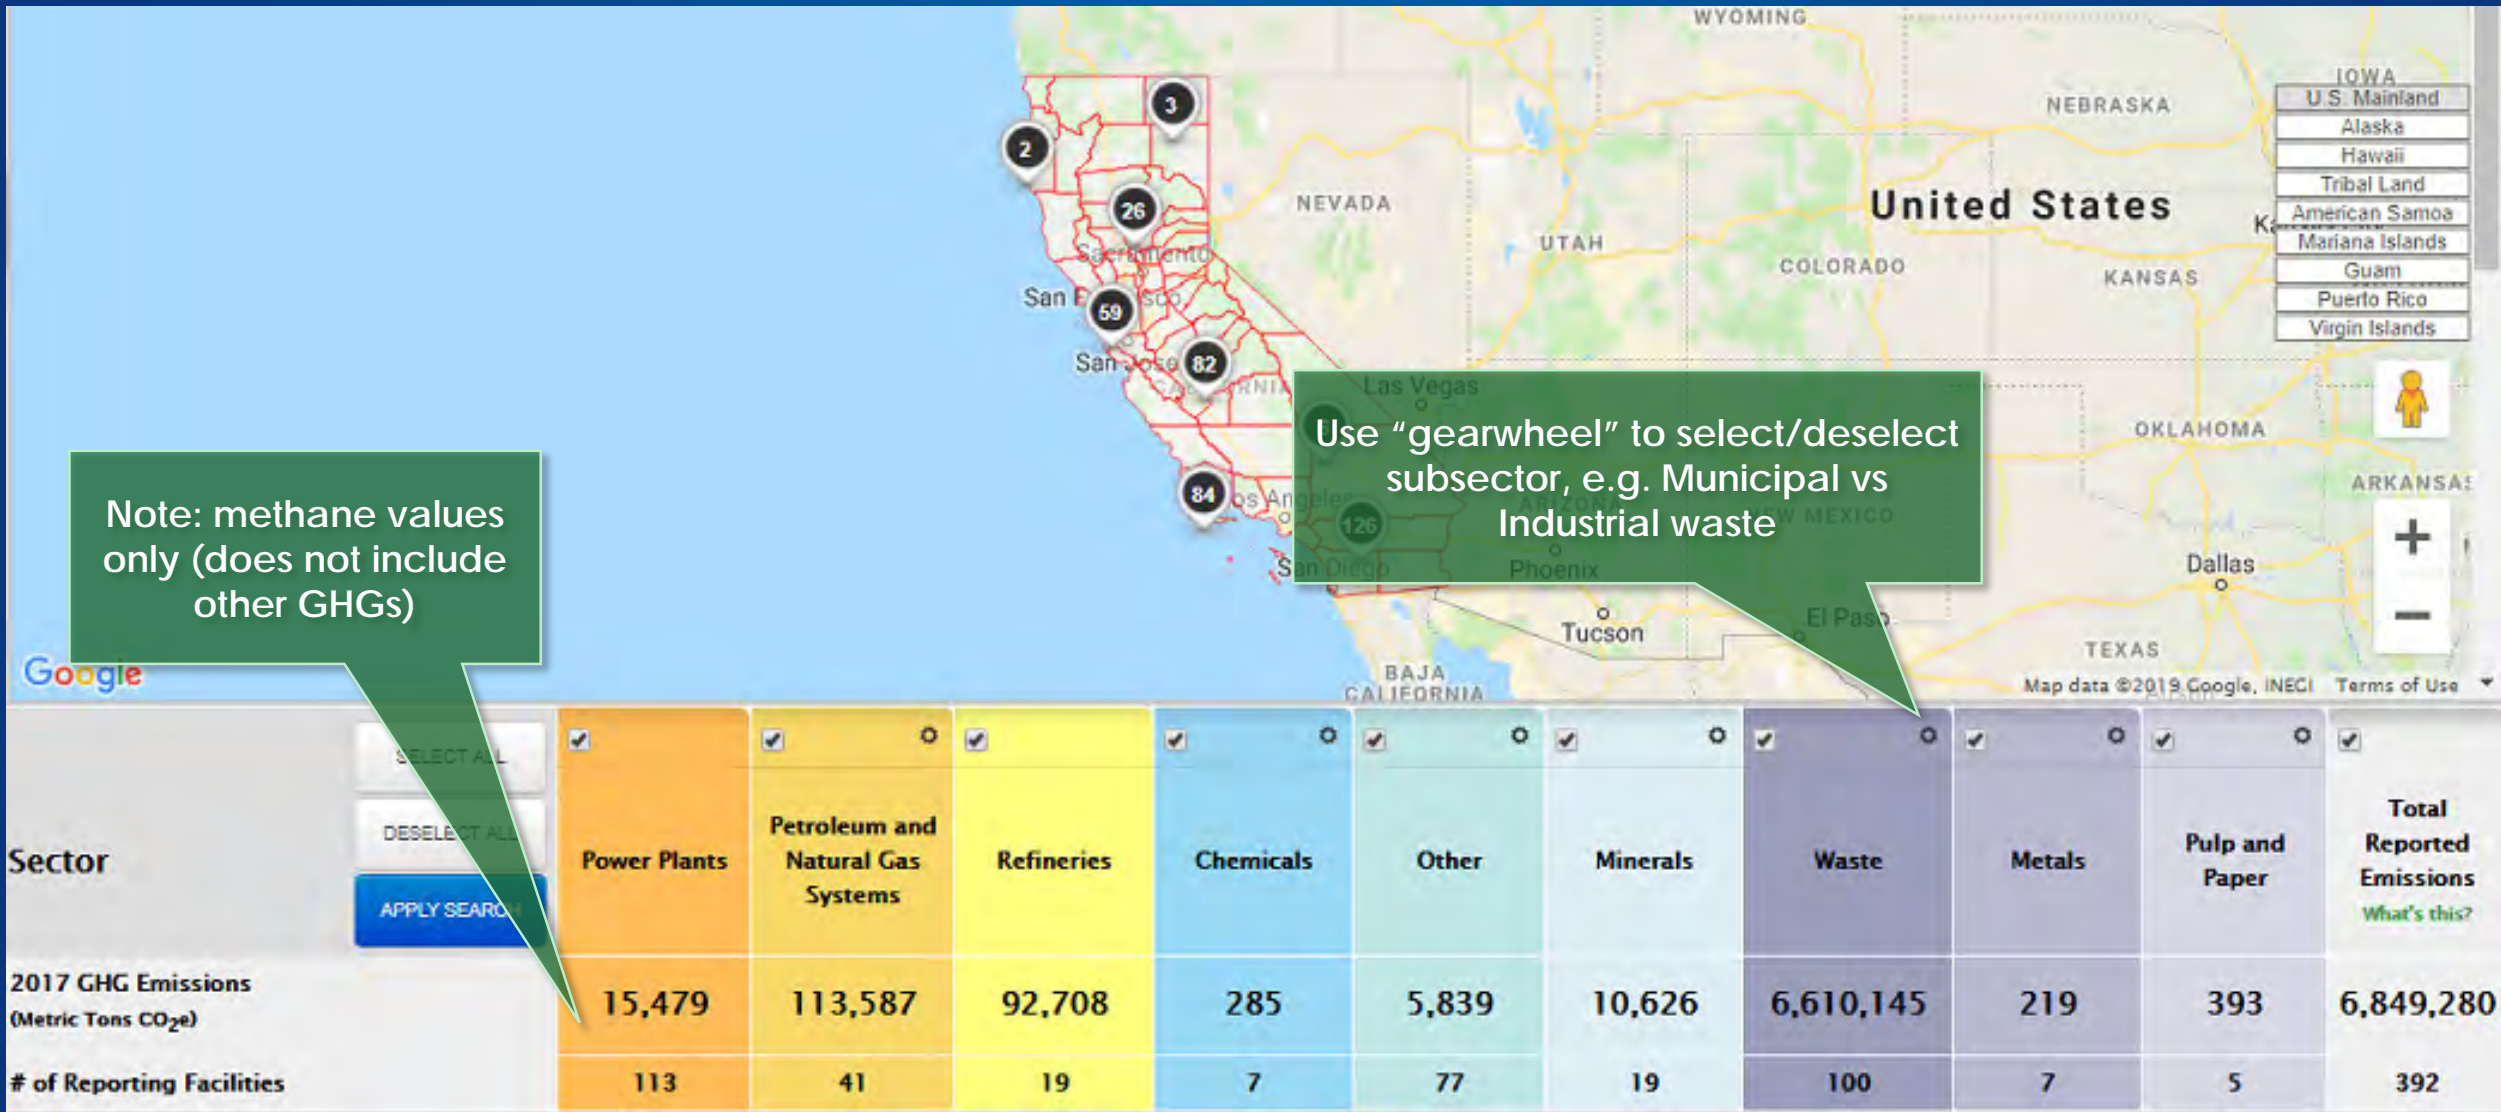 WYOMING
IOWA
NEBRASKA
U.S. Mainland
Alaska
Hawaii
Tribal Land
American Samoa
Mariana Islands
Guam
Puerto Rico
Virgin Islands
3
2
26
NEVADA
United States
UTAH
COLORADO
KANSAS
Sacramento
San
59
San Jose
82
Las Vegas
OKLAHOMA
ARKANSAS
84
Los Angeles
126
ARIZONA
NEW MEXICO
San Diego
Phoenix
Dallas
Tucson
El Paso
TEXAS
BAJA
CALIFORNIA
Use “gearwheel” to select/deselect
subsector, e.g. Municipal vs
Industrial waste
Note: methane values
only (does not include
other GHGs)
+
−
Google
Map data ©2019 Google, INEGI Terms of Use
SELECT ALL
DESELECT ALL
APPLY SEARCH
Sector
Power Plants
Petroleum and
Natural Gas
Systems
Refineries
Chemicals
Other
Minerals
Waste
Metals
Pulp and
Paper
Total
Reported
Emissions
What's this?
2017 GHG Emissions
(Metric Tons CO₂e)
15,479 113,587 92,708 285 5,839 10,626 6,610,145 219 393 6,849,280
# of Reporting Facilities 113 41 19 7 77 19 100 7 5 392